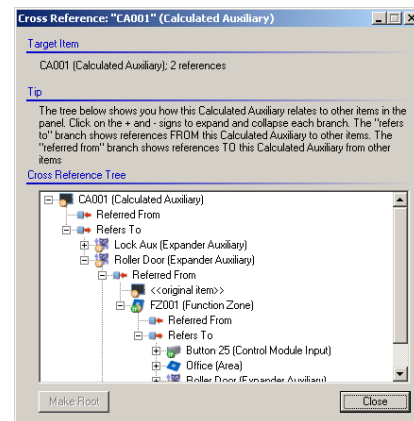 Cross Reference: "CA001" (Calculated Auxiliary)
Target Item
CA001 (Calculated Auxiliary); 2 references
Tip
The tree below shows you how this Calculated Auxiliary relates to other items in the
panel. Click on the + and - signs to expand and collapse each branch. The "refers
to" branch shows references FROM this Calculated Auxiliary to other items. The
"referred from" branch shows references TO this Calculated Auxiliary from other
items
Cross Reference Tree
CA001 (Calculated Auxiliary)
Referred From
Refers To
Lock Aux (Expander Auxiliary)
Roller Door (Expander Auxiliary)
Referred From
<<original item>>
FZ001 (Function Zone)
Referred From
Refers To
Button 25 (Control Module Input)
Office (Area)
Roller Door (Expander Auxiliary)
Make Root
Close